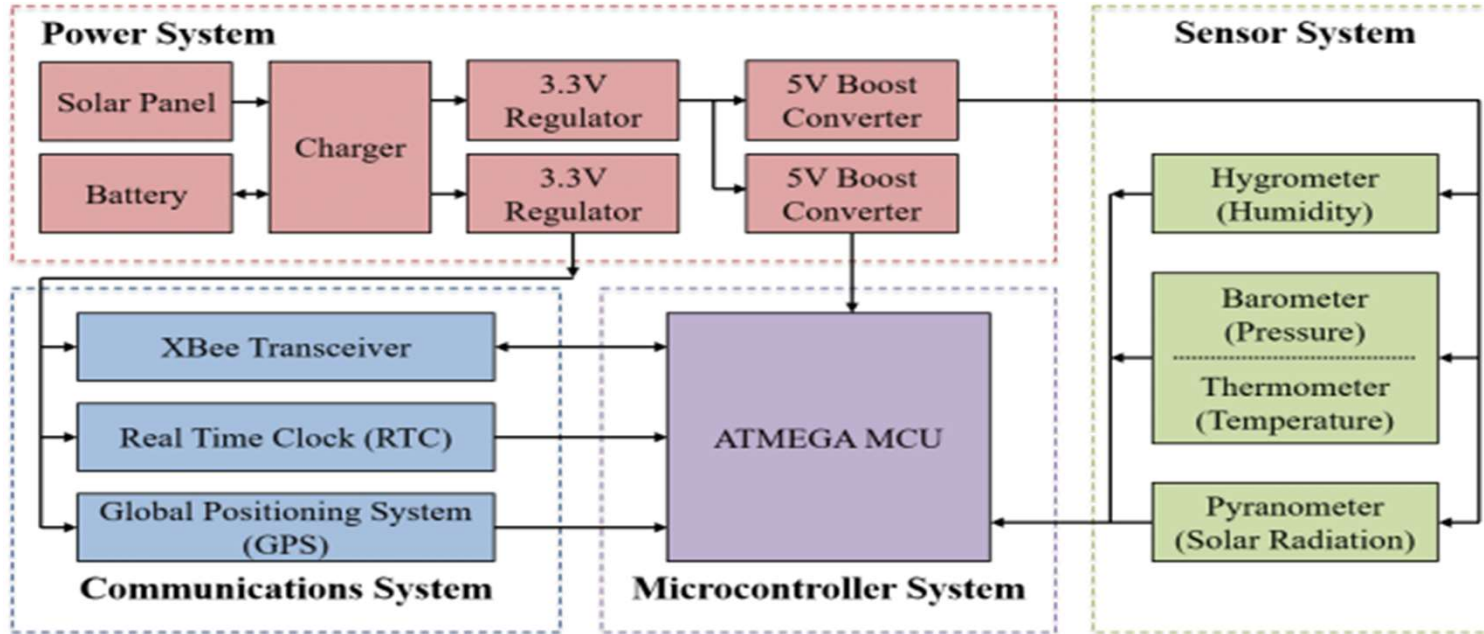 Power System
Solar Panel
Battery
Charger
3.3V
Regulator
3.3V
Regulator
5V Boost
Converter
5V Boost
Converter
Sensor System
Hygrometer
(Humidity)
Barometer
(Pressure)
Thermometer
(Temperature)
Pyranometer
(Solar Radiation)
XBee Transceiver
Real Time Clock (RTC)
Global Positioning System
(GPS)
Communications System
ATMEGA MCU
Microcontroller System